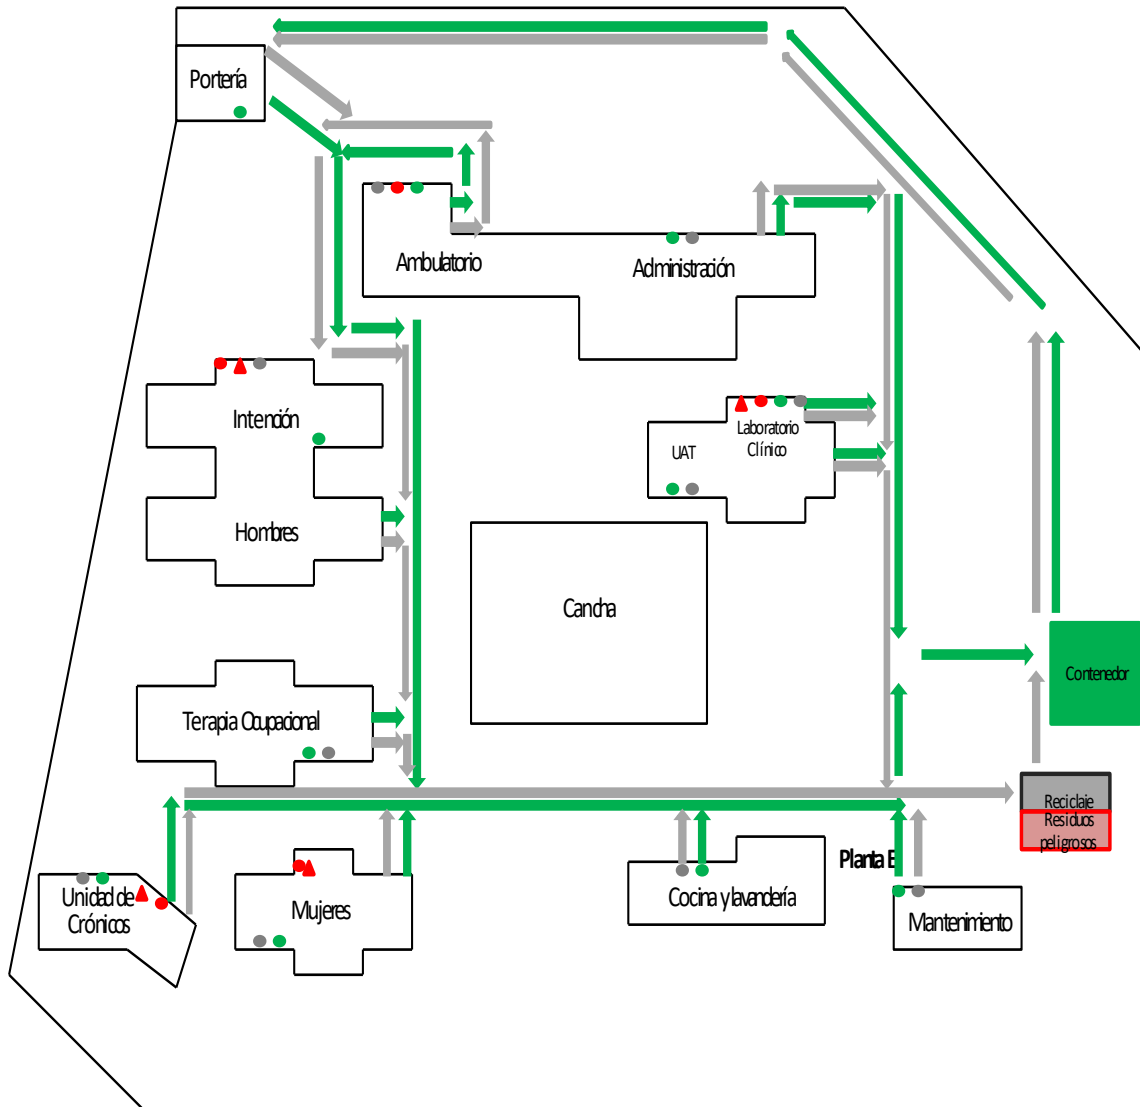 Portería
Ambulatorio
Administración
Intención
Laboratorio
Clínico
UAT
Hombres
Cancha
Contenedor
Terapia Ocupacional
Reciclaje
Residuos
peligrosos
Planta E
Unidad de
Crónicos
Mujeres
Cocina y lavandería
Mantenimiento